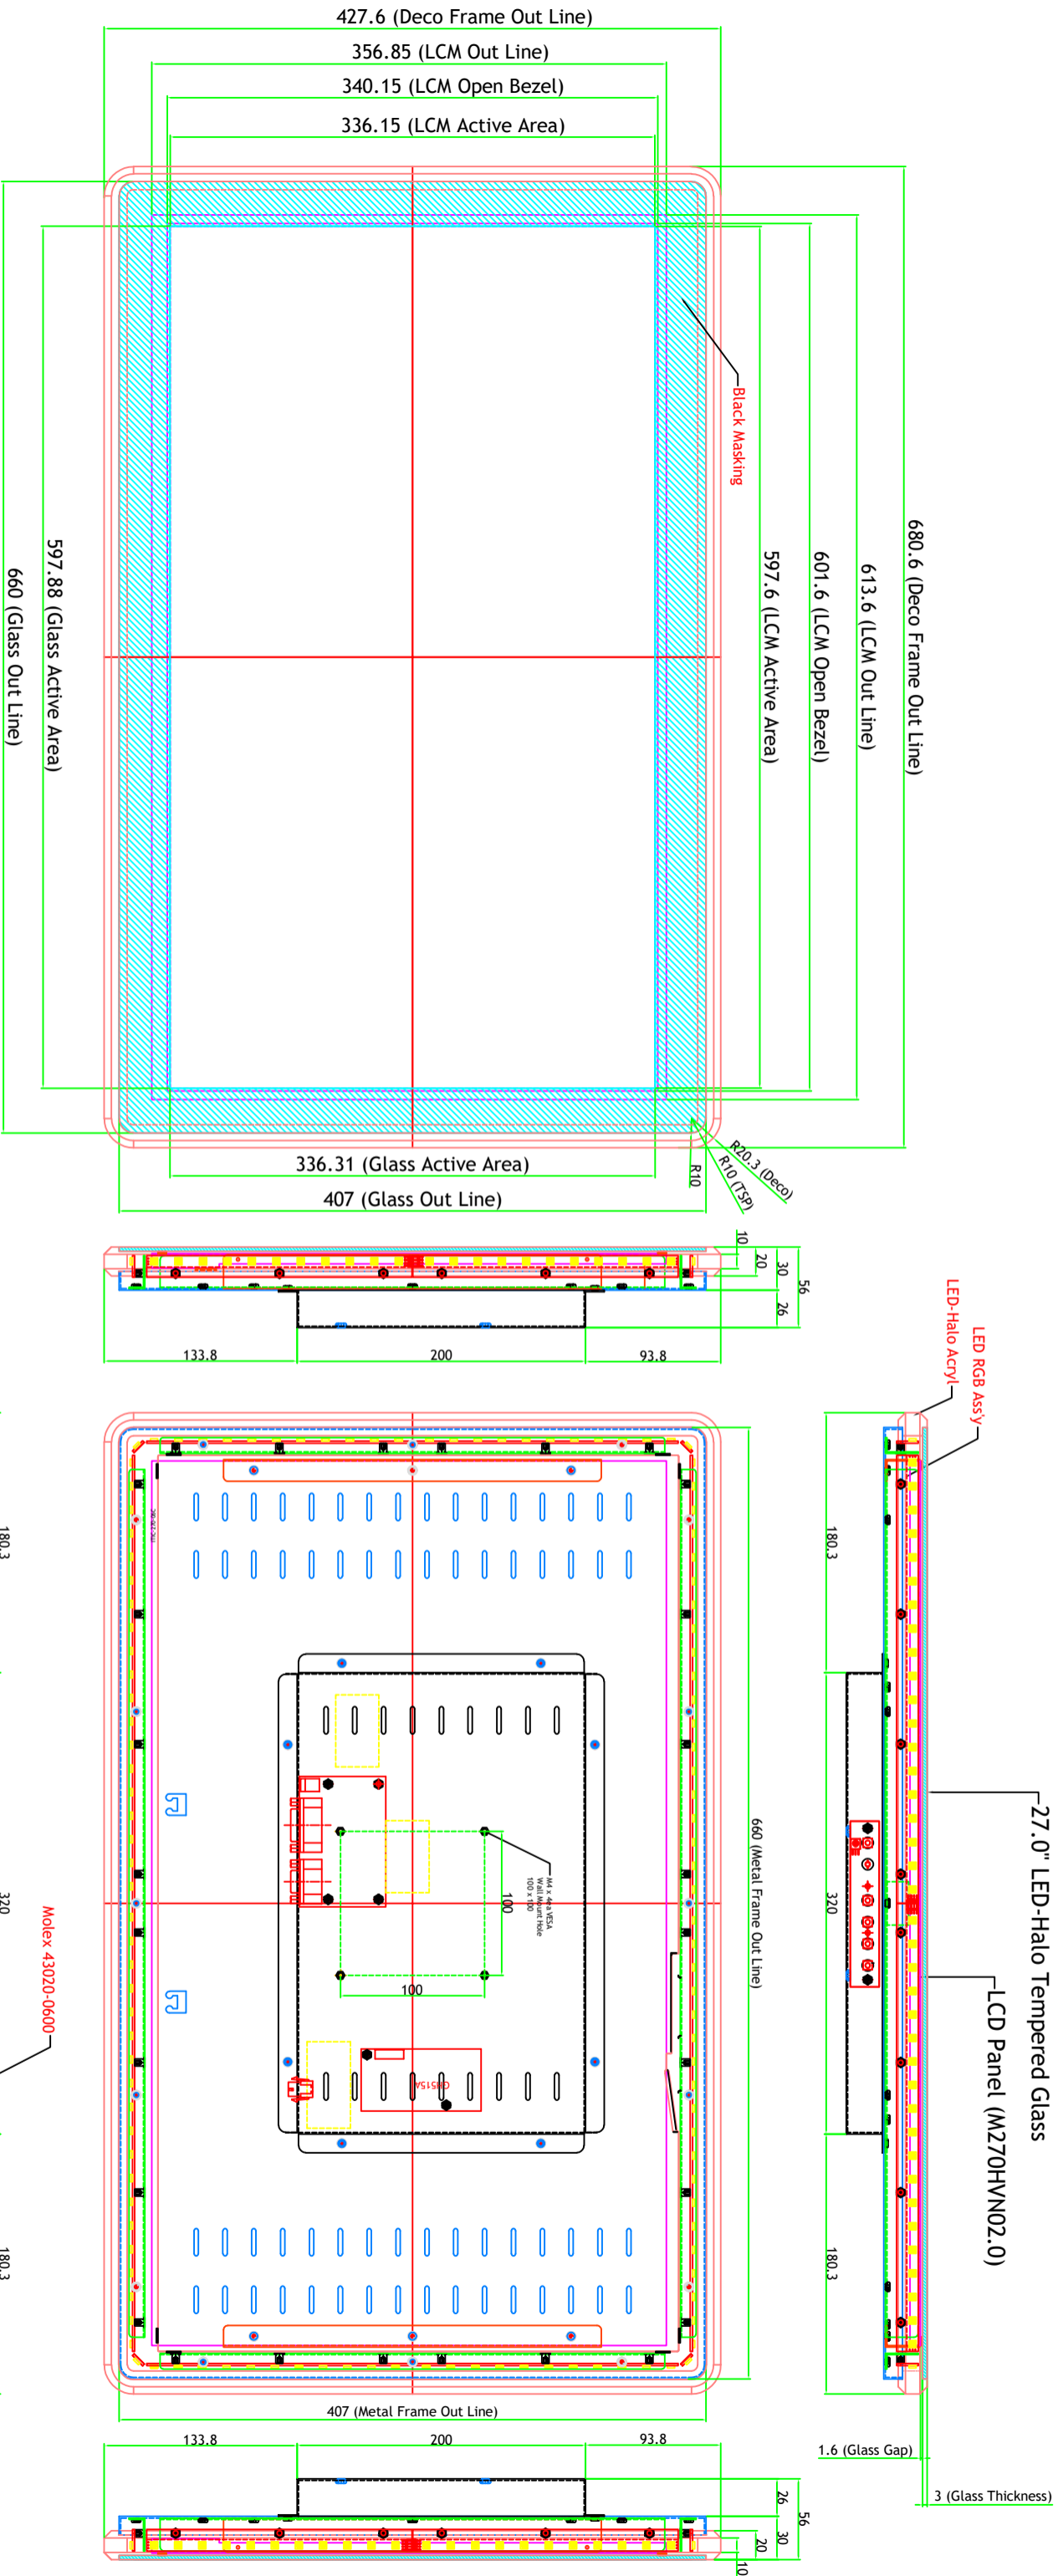 427.6 (Deco Frame Out Line)
356.85 (LCM Out Line)
340.15 (LCM Open Bezel)
336.15 (LCM Active Area)
Black Masking
680.6 (Deco Frame Out Line)
613.6 (LCM Out Line)
601.6 (LCM Open Bezel)
597.6 (LCM Active Area)
597.88 (Glass Active Area)
660 (Glass Out Line)
336.31 (Glass Active Area)
407 (Glass Out Line)
R10
R10 (TSP)
R20.3 (Deco)
10
20
30
56
26
133.8
200
93.8
LED-Halo Acryl
LED RGB Ass'y
180.3
320
180.3
27.0" LED-Halo Tempered Glass
LCD Panel (M270HVN02.0)
1.6 (Glass Gap)
3 (Glass Thickness)
660 (Metal Frame Out Line)
M4 x 4ea VESA
Wall Mount Hole
100 x 100
100
100
407 (Metal Frame Out Line)
180.3
320
180.3
Molex 43020-0600
133.8
200
93.8
26
56
30
20
10